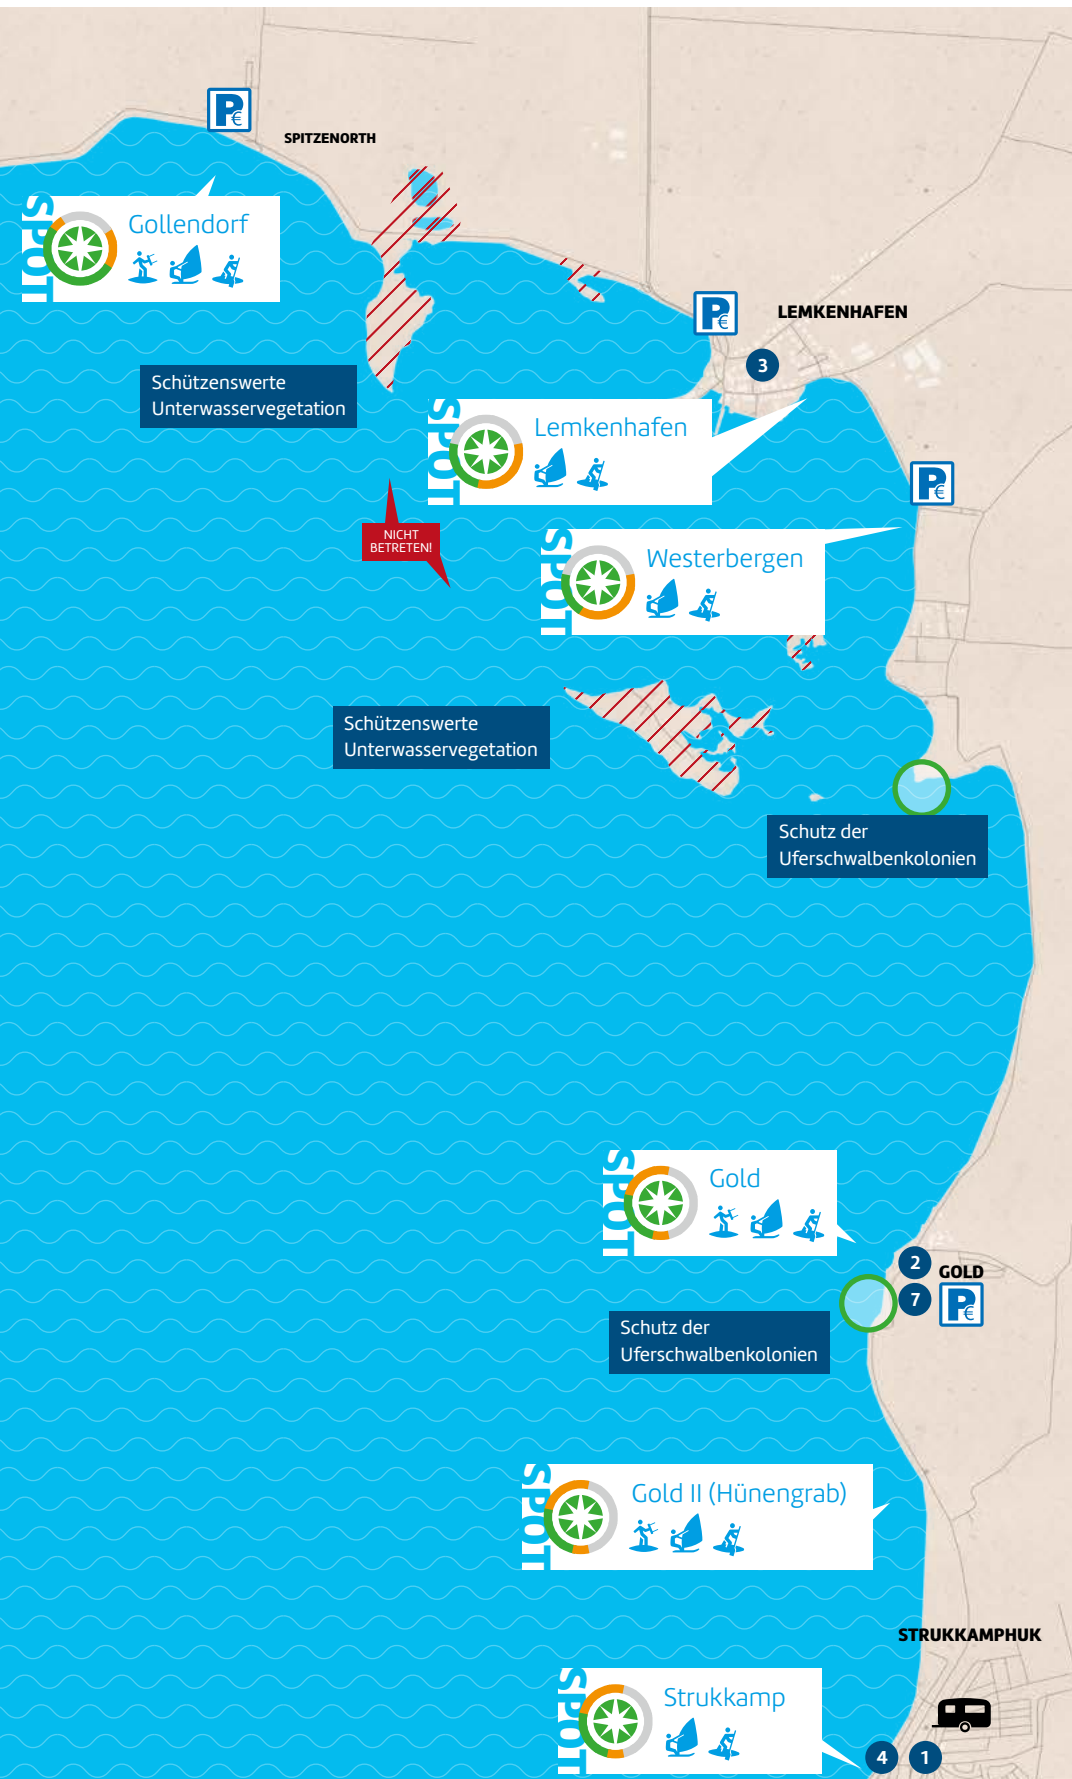 P€
SPITZENORTH
SPOT
Gollendorf
P€
LEMKENHAFEN
3
Schützenswerte
Unterwasservegetation
SPOT
Lemkenhafen
P€
NICHT
BETRETEN!
SPOT
Westerbergen
Schützenswerte
Unterwasservegetation
Schutz der
Uferschwalbenkolonien
SPOT
Gold
2
GOLD
7
P€
Schutz der
Uferschwalbenkolonien
SPOT
Gold II (Hünengrab)
STRUKKAMPHUK
SPOT
Strukkamp
4
1